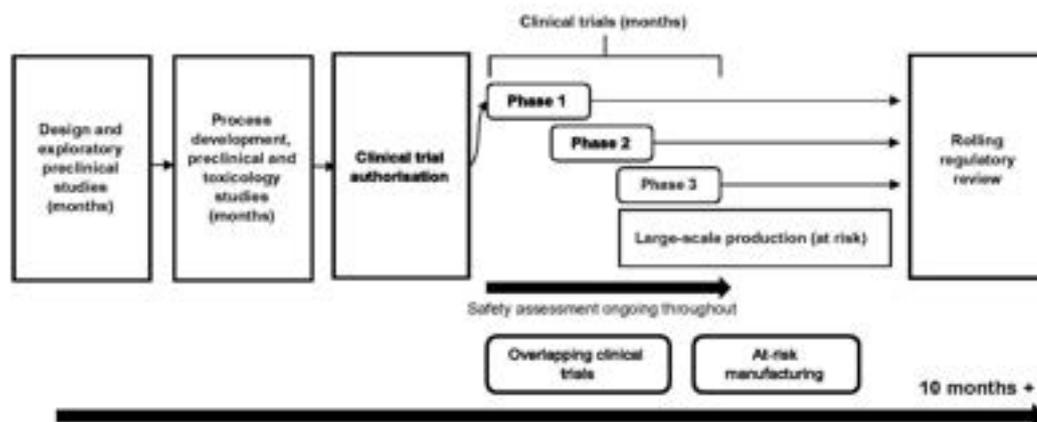 Clinical trials (months)
Design and
exploratory
preclinical
studies
(months)
Process
development,
preclinical and
toxicology
studies
(months)
Clinical trial
authorisation
Phase 1
Phase 2
Phase 3
Large-scale production (at risk)
Rolling
regulatory
review
Safety assessment ongoing throughout
Overlapping clinical
trials
At-risk
manufacturing
10 months +